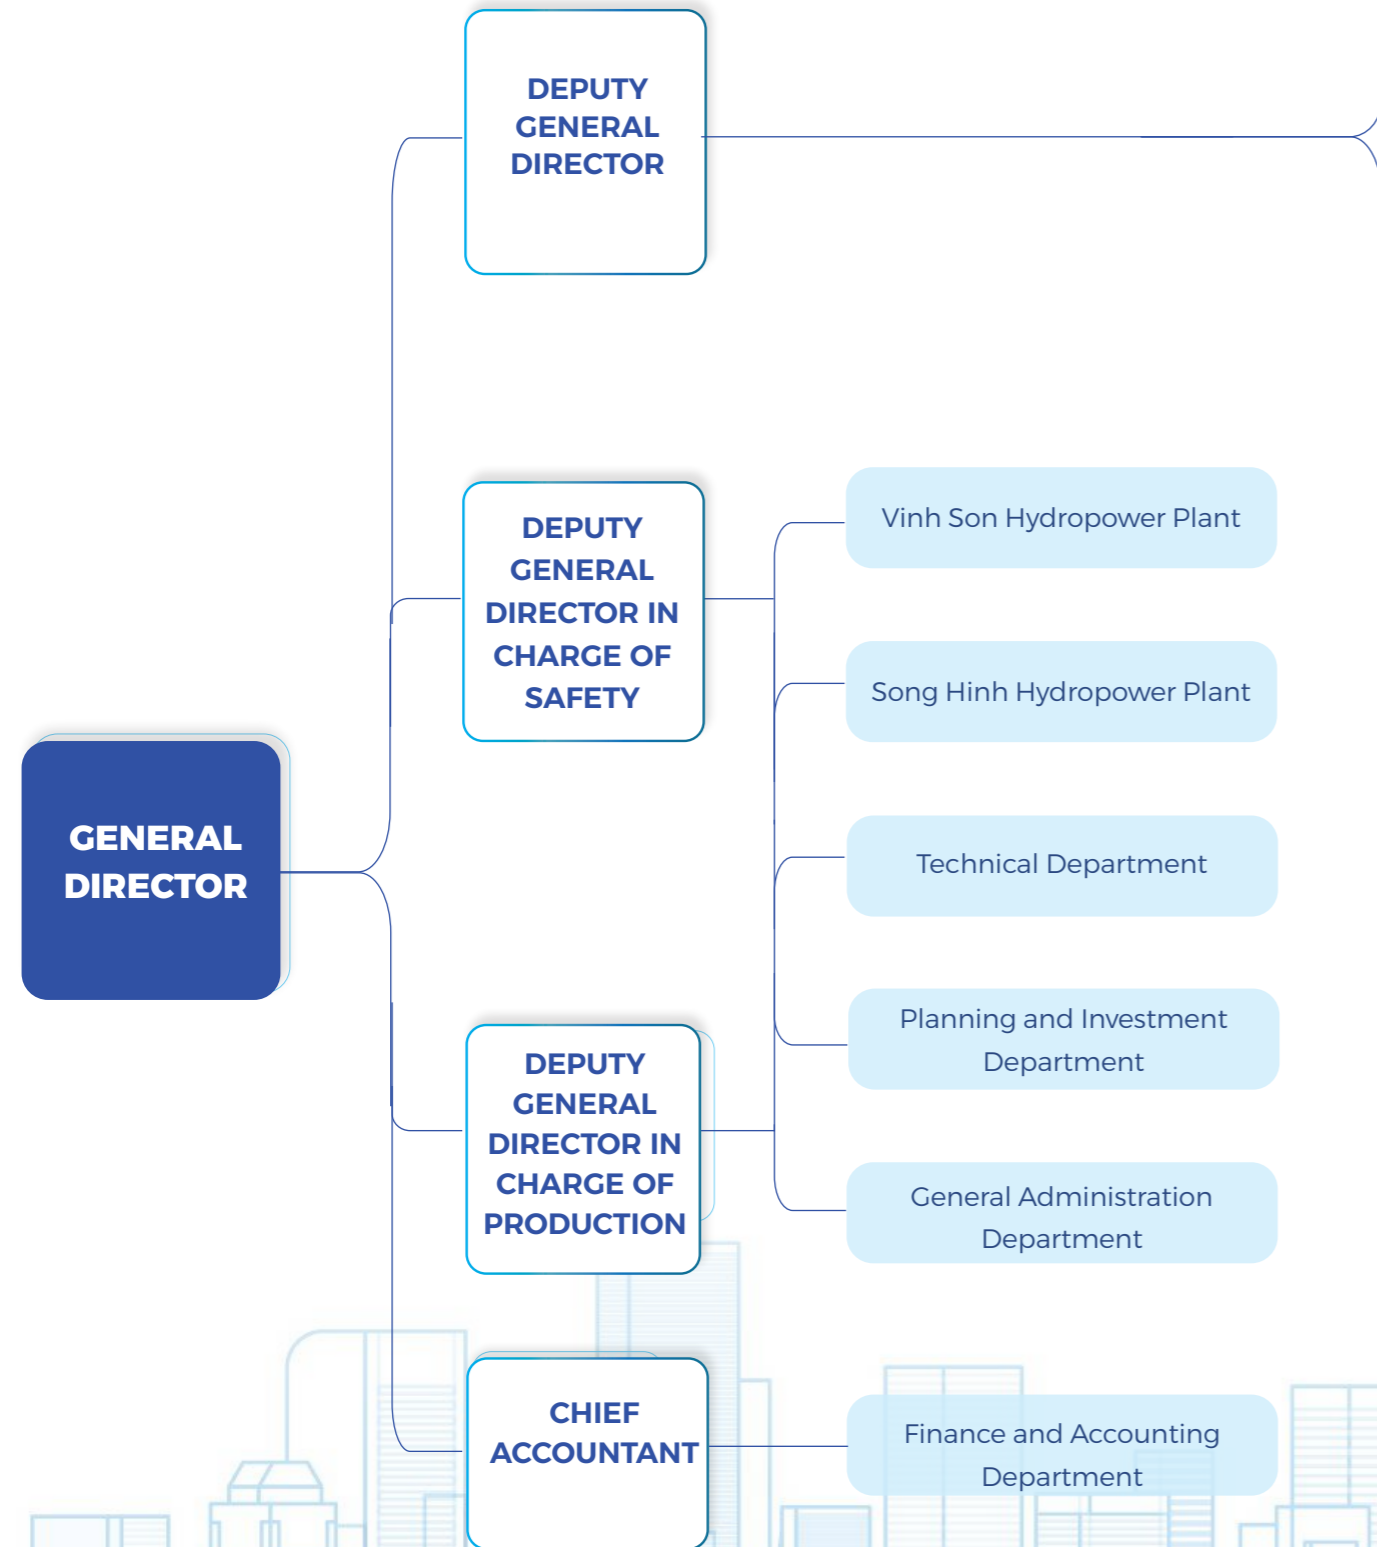 DEPUTY
GENERAL
DIRECTOR
DEPUTY
GENERAL
DIRECTOR IN
CHARGE OF
SAFETY
Vinh Son Hydropower Plant
Song Hinh Hydropower Plant
GENERAL
DIRECTOR
Technical Department
Planning and Investment
Department
DEPUTY
GENERAL
DIRECTOR IN
CHARGE OF
PRODUCTION
General Administration
Department
CHIEF
ACCOUNTANT
Finance and Accounting
Department